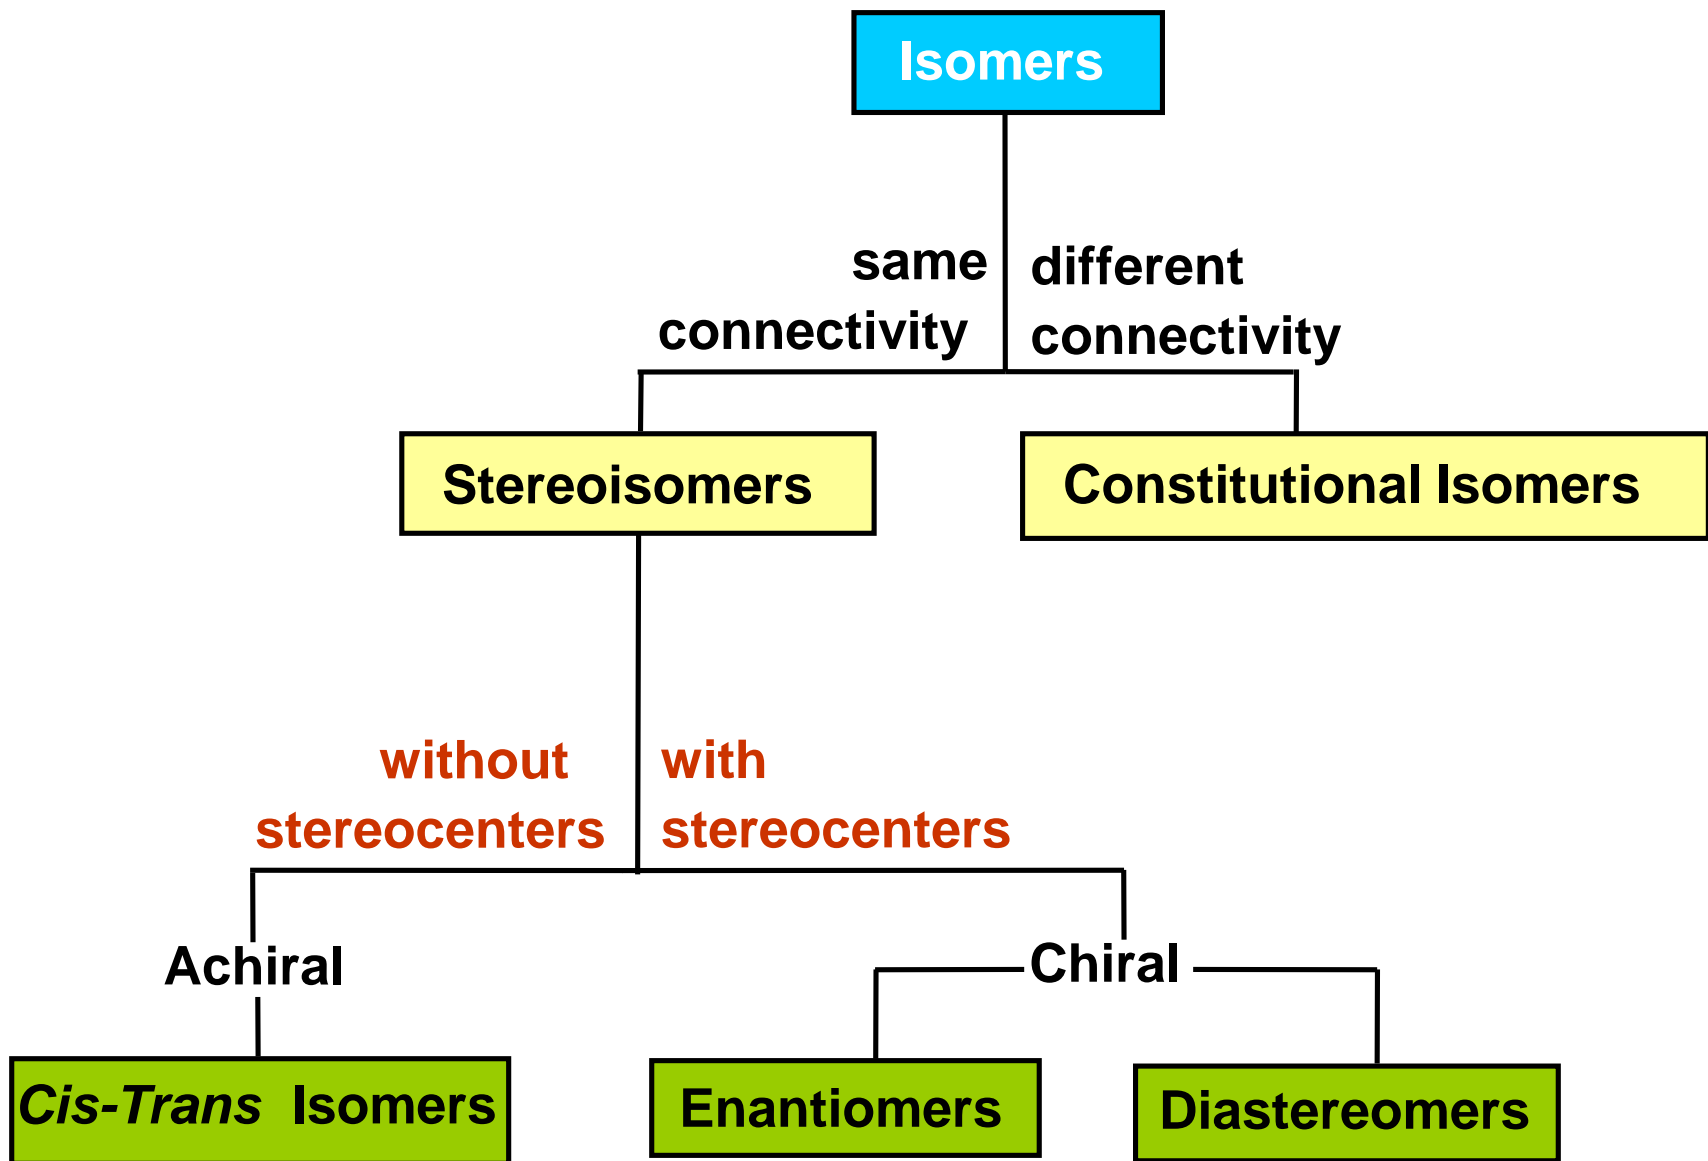 Isomers
same
connectivity
different
connectivity
Stereoisomers
Constitutional Isomers
without
stereocenters
with
stereocenters
Achiral
Chiral
Cis-Trans Isomers
Enantiomers
Diastereomers